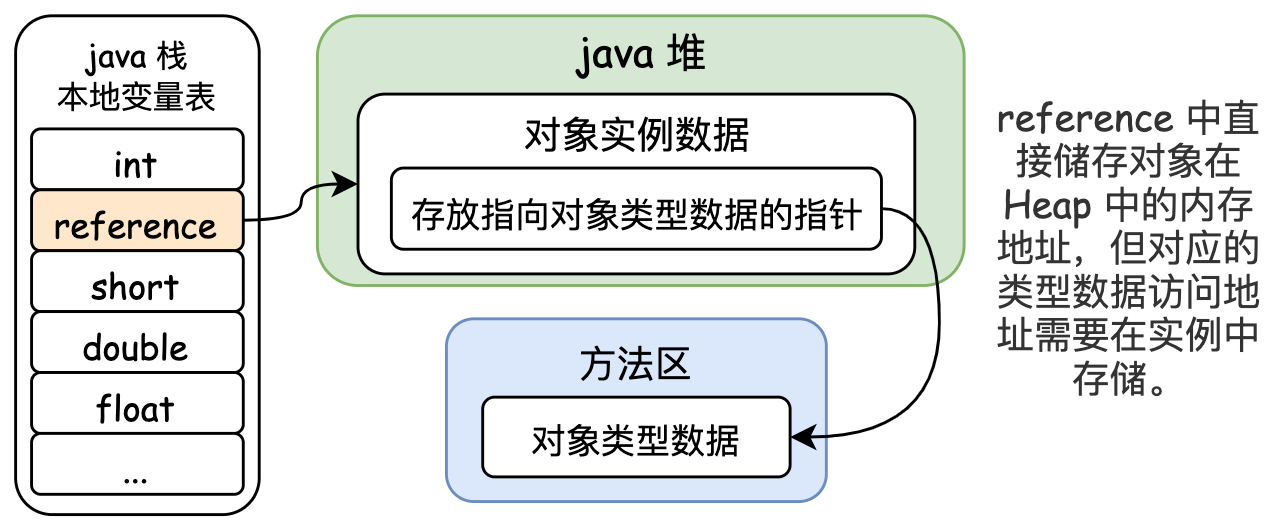 java 栈
本地变量表
int
reference
short
double
float
...
java 堆
对象实例数据
存放指向对象类型数据的指针
方法区
对象类型数据
reference 中直
接储存对象在
Heap 中的内存
地址，但对应的
类型数据访问地
址需要在实例中
存储。